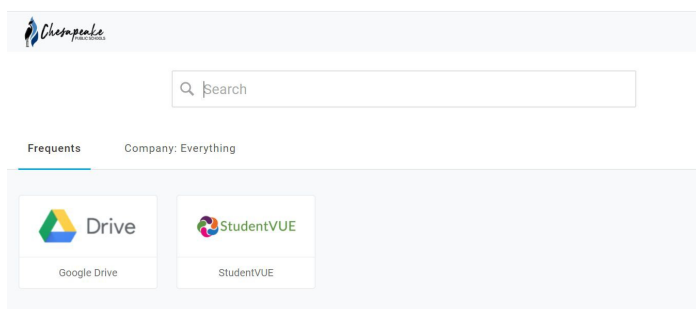 Chesapeake
PUBLIC SCHOOLS
Search
Frequents Company: Everything
Drive StudentVUE
Google Drive StudentVUE